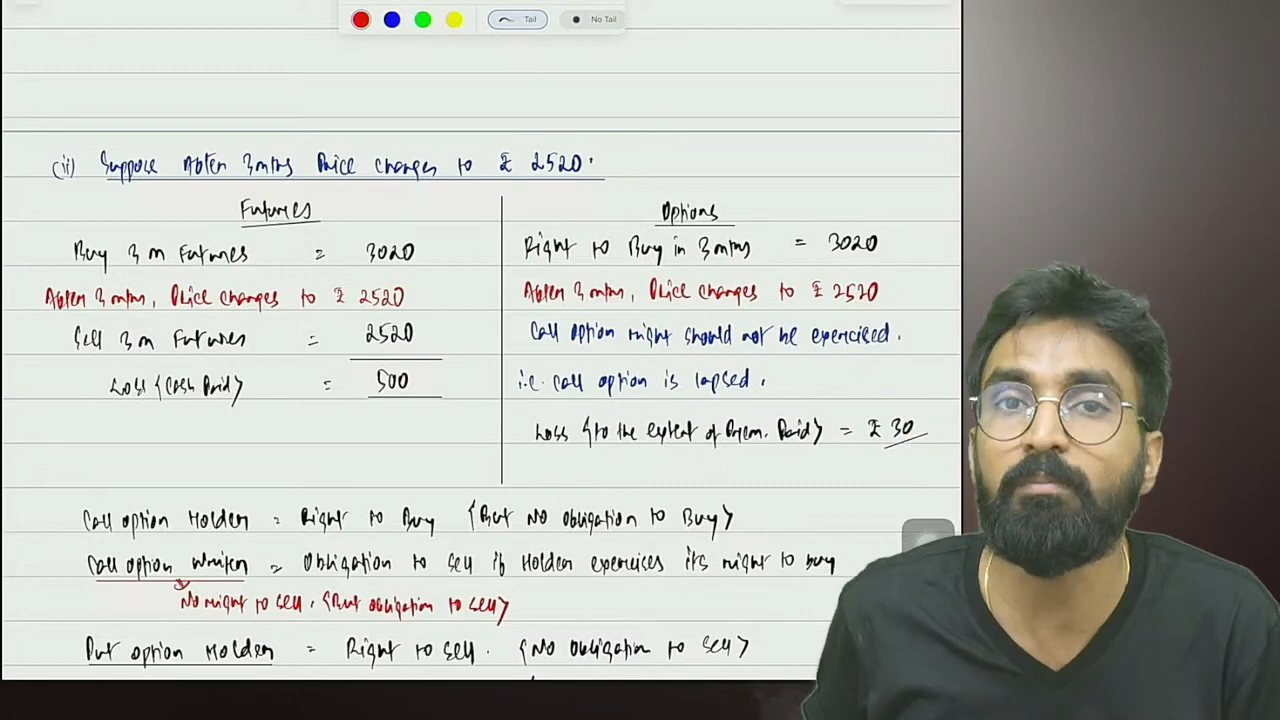 Tail
No Tail
(ii) Suppose After 3mths Price changes to ₹ 2520.
Futures
Buy 3 m Futures = 3020
After 3mths, Price changes to ₹ 2520
Sell 3 m Futures = 2520
Loss {Cash Paid} = 500
Options
Right to Buy in 3mths = 3020
After 3mths, Price changes to ₹ 2520
Call option right should not be exercised.
i.e. call option is lapsed.
Loss {to the extent of Prem. Paid} = ₹ 30
Call option Holder = Right to Buy {But No obligation to Buy}
Call option Writer = Obligation to sell if Holder exercises its right to buy
No right to sell. {But obligation to sell}
Put option Holder = Right to sell. {No obligation to sell}